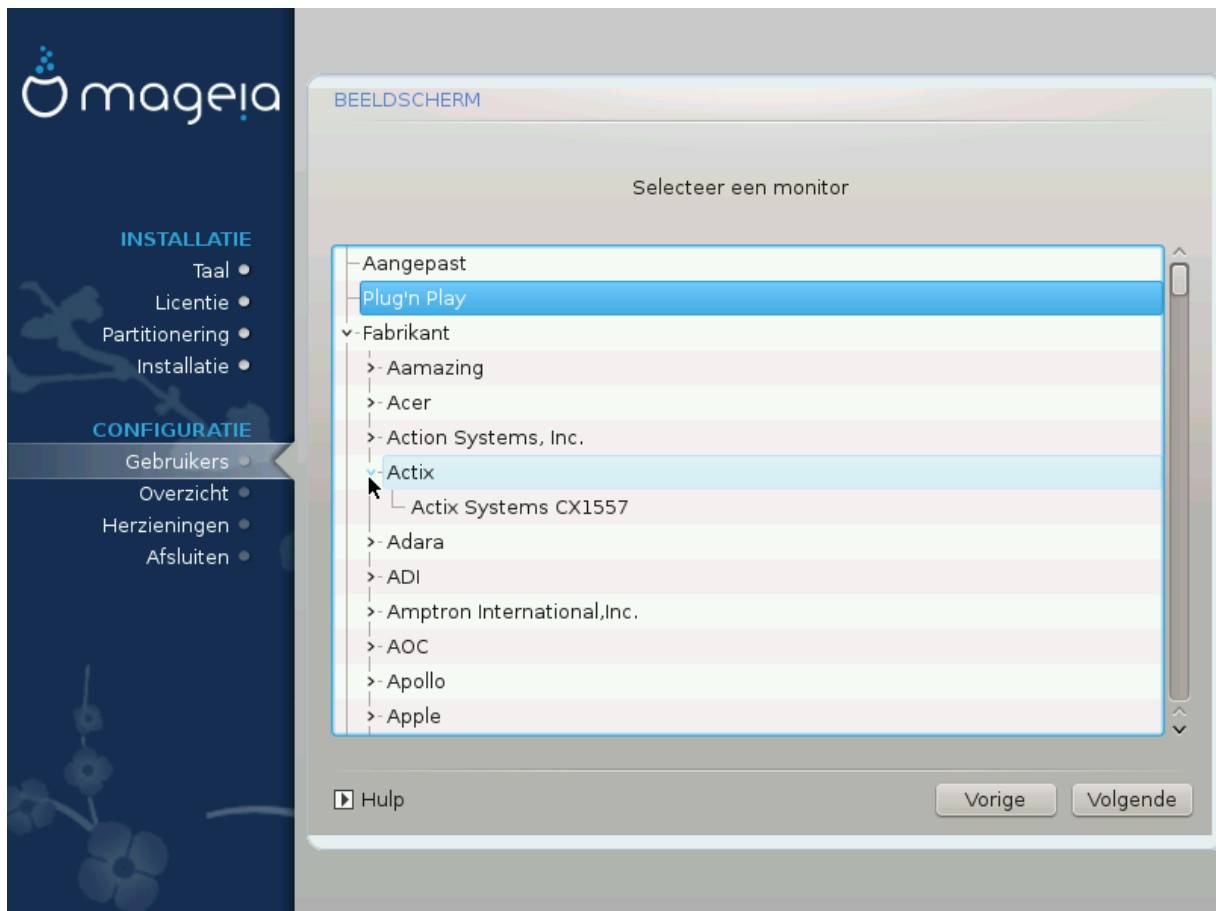 mageia
INSTALLATIE
Taal
Licentie
Partitionering
Installatie
CONFIGURATIE
Gebruikers
Overzicht
Herzieningen
Afsluiten
BEELDSCHERM
Selecteer een monitor
Aangepast
Plug'n Play
Fabrikant
Aamazing
Acer
Action Systems, Inc.
Actix
Actix Systems CX1557
Adara
ADI
Amptron International,Inc.
AOC
Apollo
Apple
Hulp
Vorige
Volgende